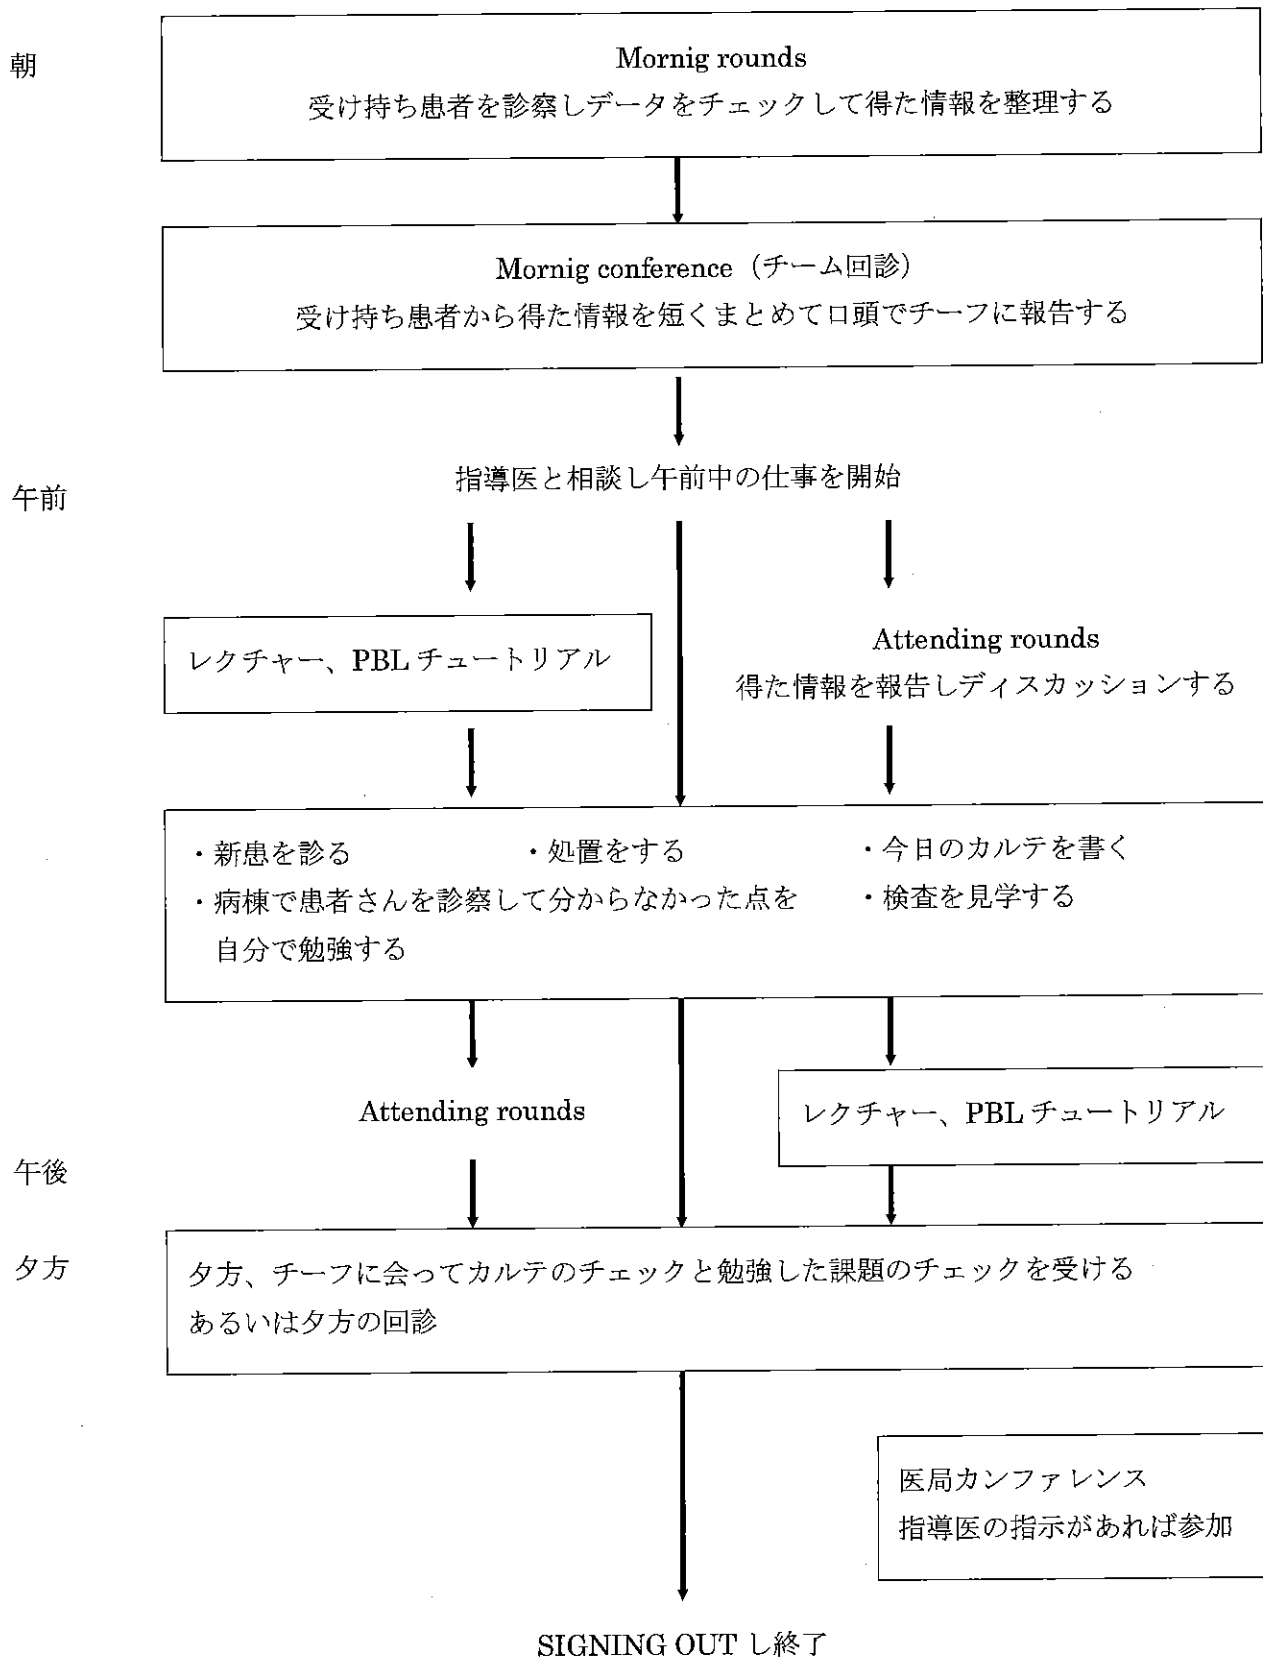 朝
Mornig rounds
受け持ち患者を診察しデータをチェックして得た情報を整理する
Mornig conference（チーム回診）
受け持ち患者から得た情報を短くまとめて口頭でチーフに報告する
午前
指導医と相談し午前中の仕事を開始
レクチャー、PBL チュートリアル
Attending rounds
得た情報を報告しディスカッションする
・新患を診る ・処置をする ・今日のカルテを書く
・病棟で患者さんを診察して分からなかった点を ・検査を見学する
自分で勉強する
Attending rounds
レクチャー、PBL チュートリアル
午後
夕方
夕方、チーフに会ってカルテのチェックと勉強した課題のチェックを受ける
あるいは夕方の回診
医局カンファレンス
指導医の指示があれば参加
SIGNING OUT し終了